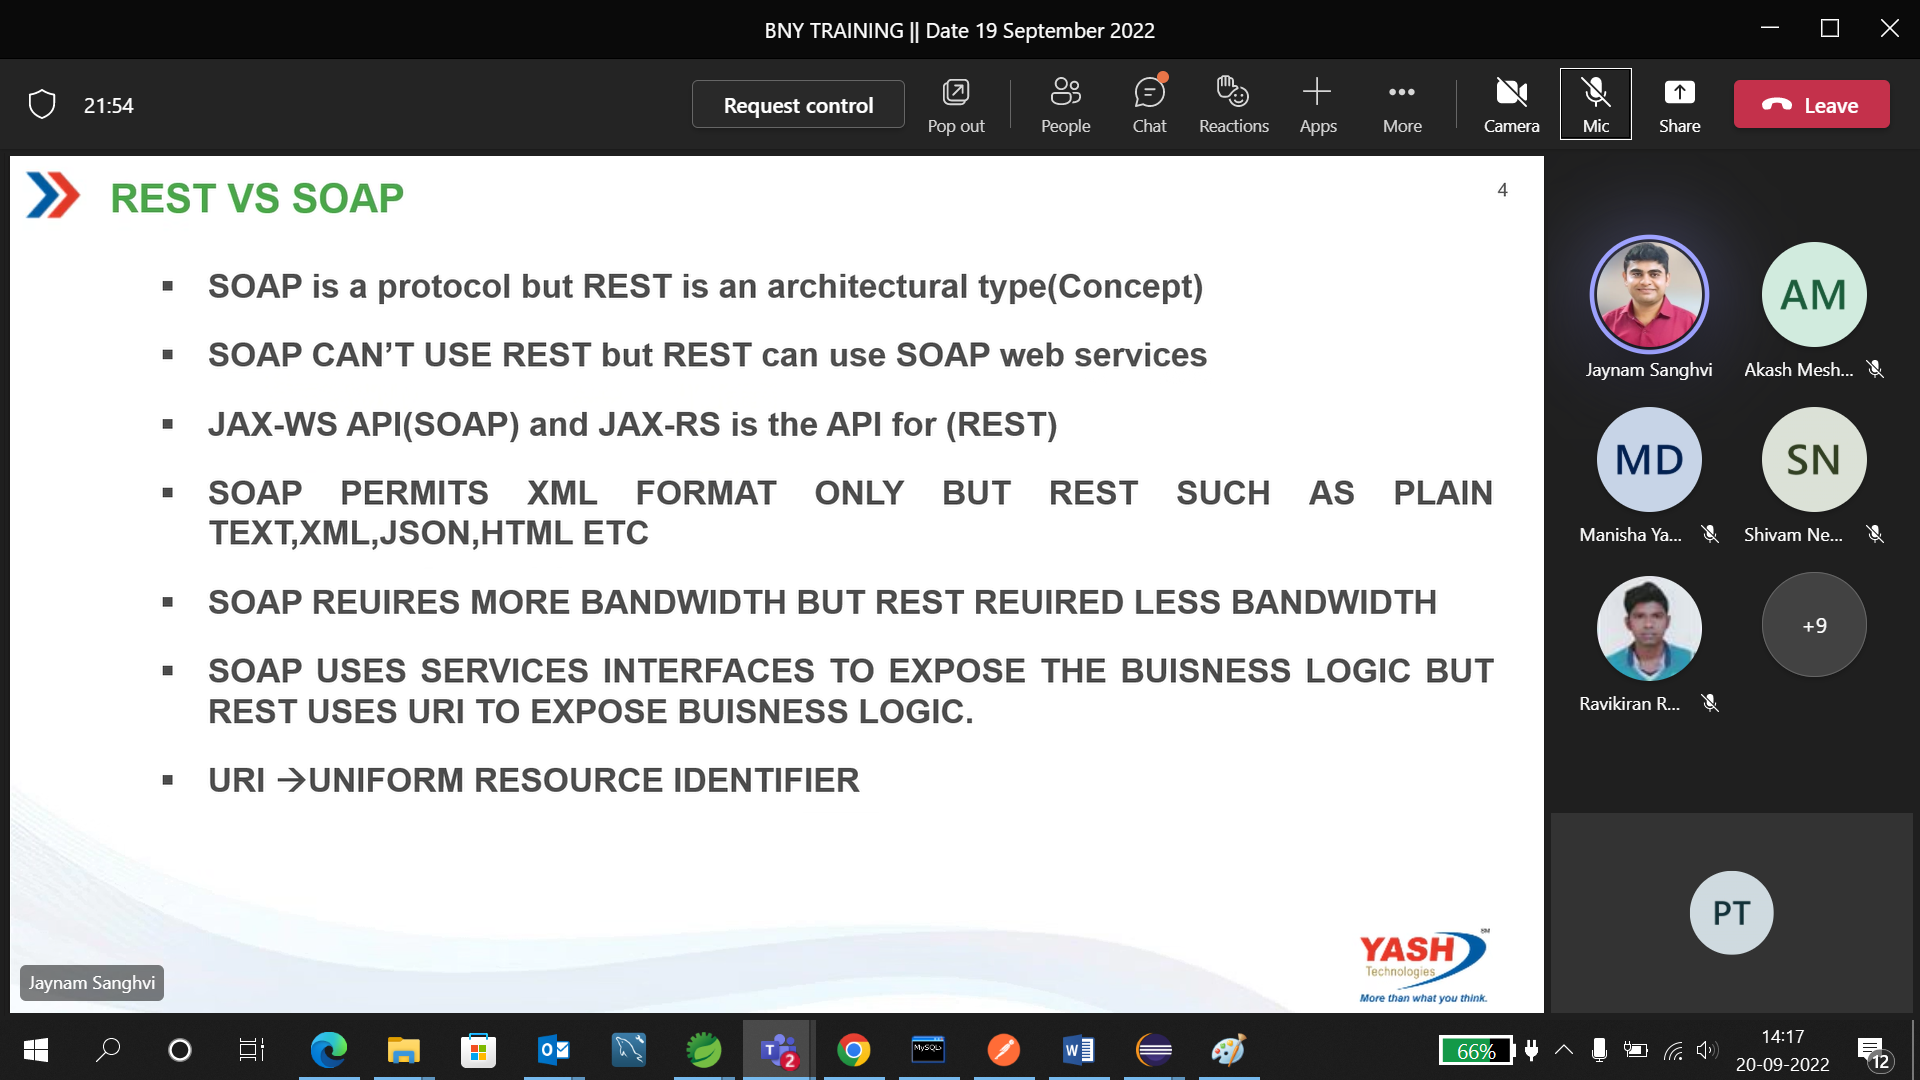 BNY TRAINING || Date 19 September 2022
21:54
Request control
Pop out
People
Chat
Reactions
Apps
More
Camera
Mic
Share
Leave
REST VS SOAP
4
▪ SOAP is a protocol but REST is an architectural type(Concept)
▪ SOAP CAN’T USE REST but REST can use SOAP web services
▪ JAX-WS API(SOAP) and JAX-RS is the API for (REST)
▪ SOAP PERMITS XML FORMAT ONLY BUT REST SUCH AS PLAIN
TEXT,XML,JSON,HTML ETC
▪ SOAP REUIRES MORE BANDWIDTH BUT REST REUIRED LESS BANDWIDTH
▪ SOAP USES SERVICES INTERFACES TO EXPOSE THE BUISNESS LOGIC BUT
REST USES URI TO EXPOSE BUISNESS LOGIC.
▪ URI →UNIFORM RESOURCE IDENTIFIER
YASH
SM
Technologies
More than what you think.
Jaynam Sanghvi
Jaynam Sanghvi
AM
Akash Mesh...
MD
Manisha Ya...
SN
Shivam Ne...
Ravikiran R...
+9
PT
O
T
2
MySQL
W
66%
14:17
20-09-2022
12